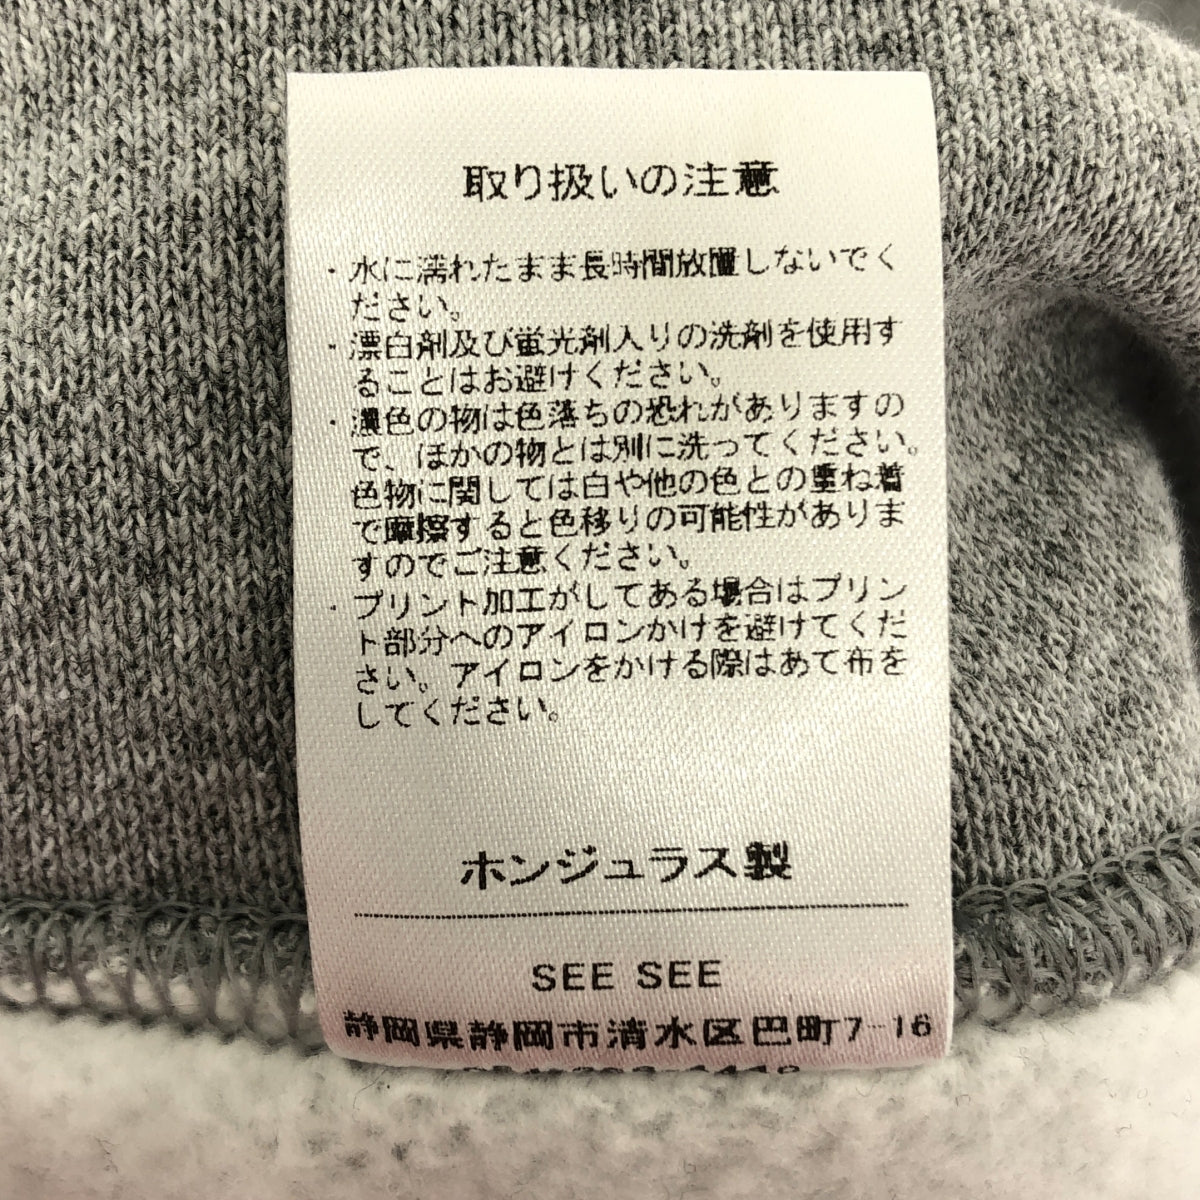 取り扱いの注意
・水に濡れたまま長時間放置しないでく
ださい。
・漂白剤及び蛍光剤入りの洗剤を使用す
ることはお避けください。
・濃色の物は色落ちの恐れがありますの
で、ほかの物とは別に洗ってください。
色物に関しては白や他の色との重ね着
で摩擦すると色移りの可能性がありま
すのでご注意ください。
・プリント加工がしてある場合はプリン
ト部分へのアイロンかけを避けてくだ
さい。アイロンをかける際はあて布を
してください。
ホンジュラス製
SEE SEE
静岡県静岡市清水区巴町7-16